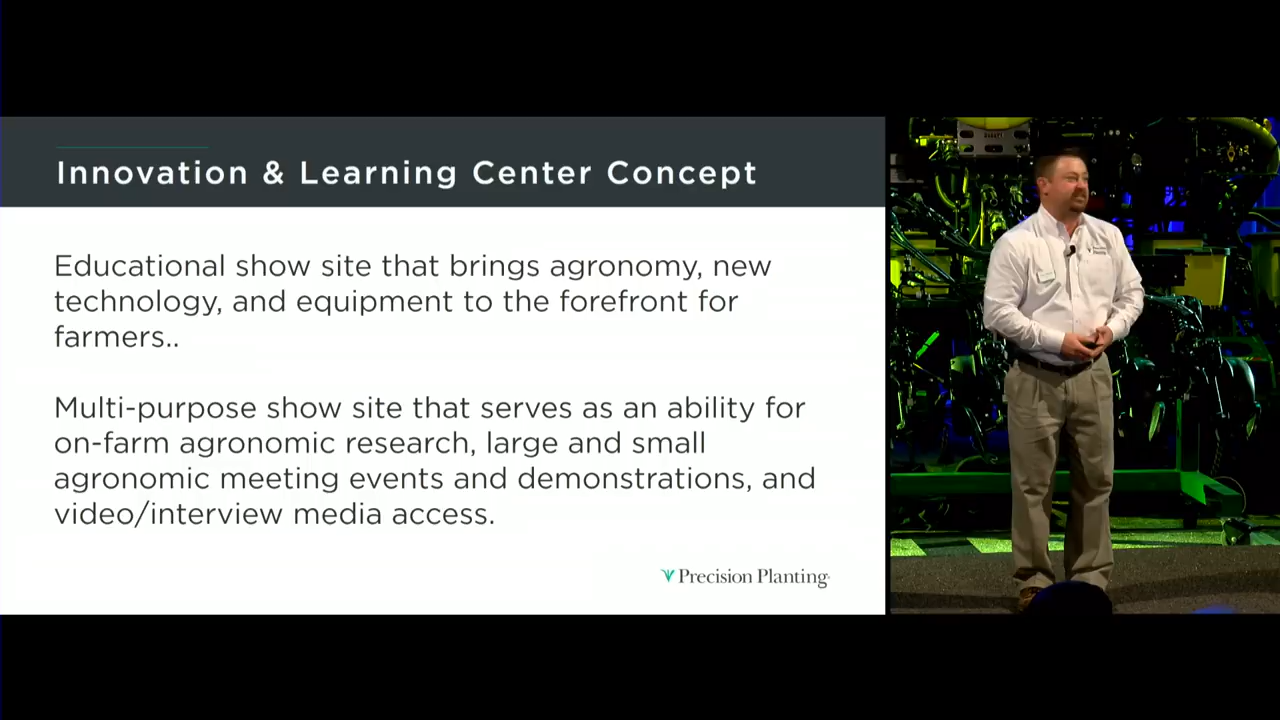 Innovation & Learning Center Concept
Educational show site that brings agronomy, new
technology, and equipment to the forefront for
farmers..
Multi-purpose show site that serves as an ability for
on-farm agronomic research, large and small
agronomic meeting events and demonstrations, and
video/interview media access.
Precision Planting
Precision
Planting